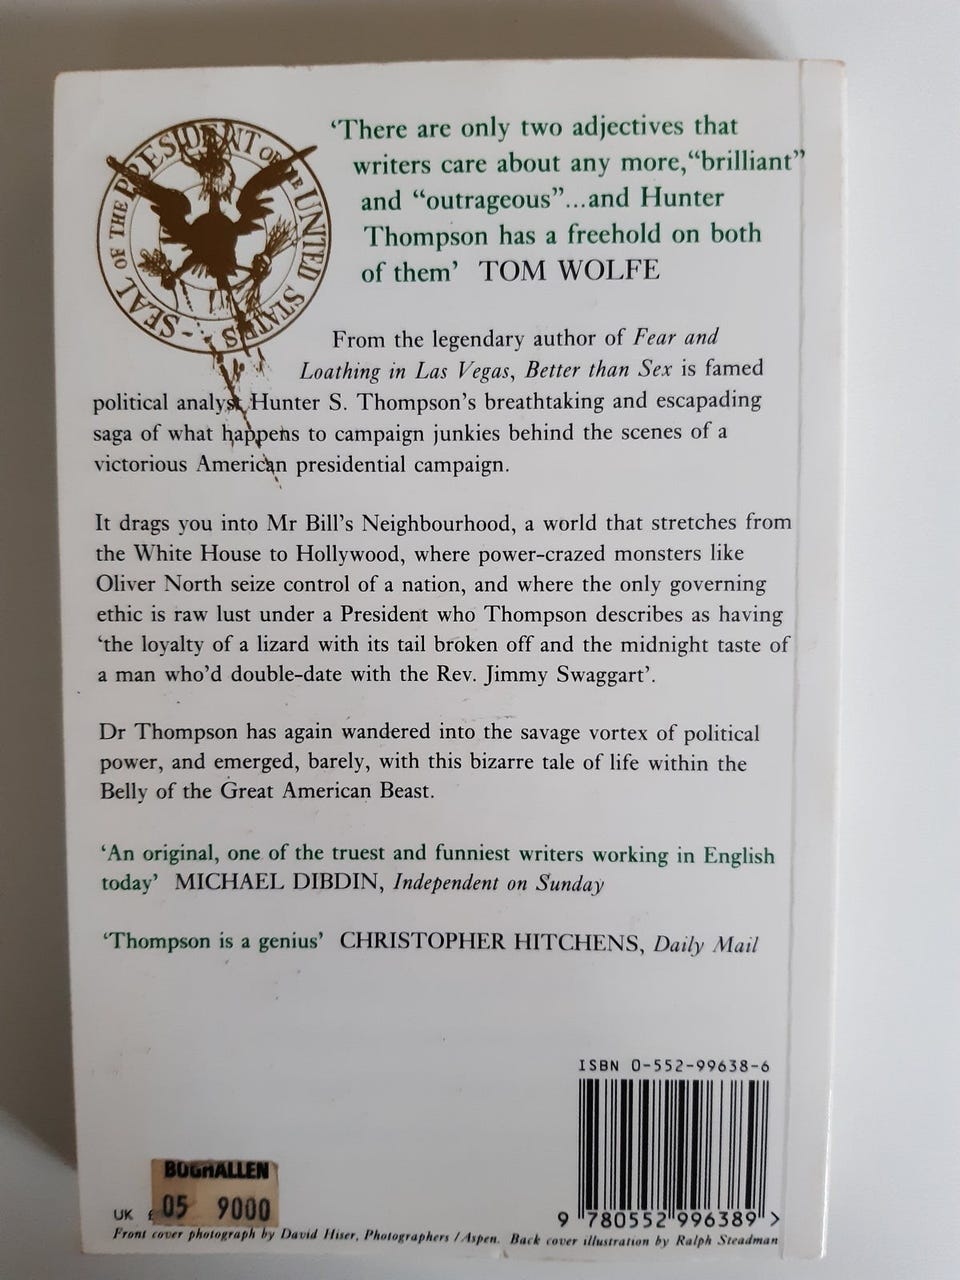 SEAL OF THE PRESIDENT OF THE UNITED STATES
‘There are only two adjectives that
writers care about any more,“brilliant”
and “outrageous”...and Hunter
Thompson has a freehold on both
of them’ TOM WOLFE
From the legendary author of Fear and
Loathing in Las Vegas, Better than Sex is famed
political analyst Hunter S. Thompson’s breathtaking and escapading
saga of what happens to campaign junkies behind the scenes of a
victorious American presidential campaign.
It drags you into Mr Bill’s Neighbourhood, a world that stretches from
the White House to Hollywood, where power-crazed monsters like
Oliver North seize control of a nation, and where the only governing
ethic is raw lust under a President who Thompson describes as having
‘the loyalty of a lizard with its tail broken off and the midnight taste of
a man who’d double-date with the Rev. Jimmy Swaggart’.
Dr Thompson has again wandered into the savage vortex of political
power, and emerged, barely, with this bizarre tale of life within the
Belly of the Great American Beast.
‘An original, one of the truest and funniest writers working in English
today’ MICHAEL DIBDIN, Independent on Sunday
‘Thompson is a genius’ CHRISTOPHER HITCHENS, Daily Mail
ISBN 0-552-99638-6
BOGHALLEN
UK £ 05 9000
9 780552 996389 >
Front cover photograph by David Hiser, Photographers/Aspen. Back cover illustration by Ralph Steadman